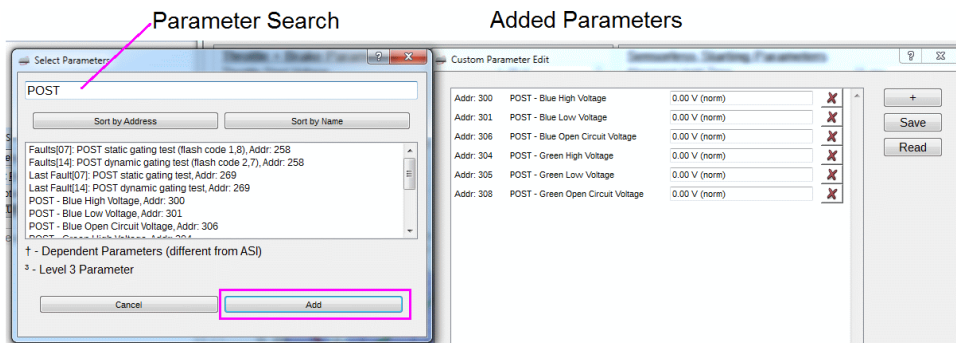 Parameter Search
Added Parameters
Select Parameters
POST
Sort by Address
Sort by Name
Faults[07]: POST static gating test (flash code 1,8), Addr: 258
Faults[14]: POST dynamic gating test (flash code 2,7), Addr: 258
Last Fault[07]: POST static gating test, Addr: 269
Last Fault[14]: POST dynamic gating test, Addr: 269
POST - Blue High Voltage, Addr: 300
POST - Blue Low Voltage, Addr: 301
POST - Blue Open Circuit Voltage, Addr: 306
† - Dependent Parameters (different from ASI)
³ - Level 3 Parameter
Cancel
Add
Custom Parameter Edit
Addr: 300 POST - Blue High Voltage 0.00 V (norm)
Addr: 301 POST - Blue Low Voltage 0.00 V (norm)
Addr: 306 POST - Blue Open Circuit Voltage 0.00 V (norm)
Addr: 304 POST - Green High Voltage 0.00 V (norm)
Addr: 305 POST - Green Low Voltage 0.00 V (norm)
Addr: 308 POST - Green Open Circuit Voltage 0.00 V (norm)
+
Save
Read